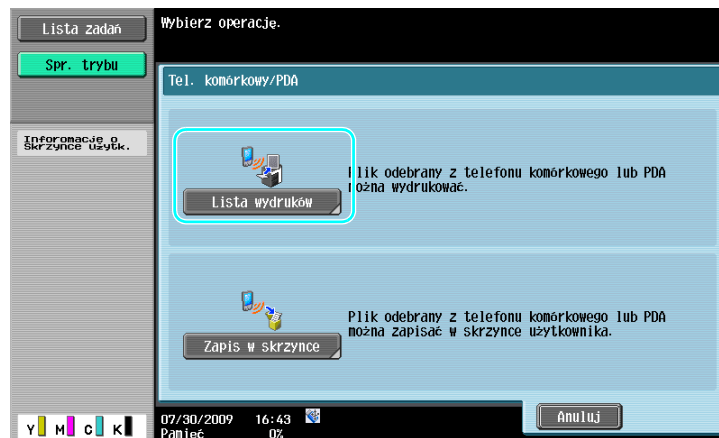 Lista zadań
Wybierz operację.
Spr. trybu
Tel. komórkowy/PDA
Inforomacje o
Skrzynce użytk.
Plik odebrany z telefonu komórkowego lub PDA
można wydrukować.
Lista wydruków
Plik odebrany z telefonu komórkowego lub PDA
można zapisać w skrzynce użytkownika.
Zapis w skrzynce
Y M C K
07/30/2009 16:43
Pamięć 0%
Anuluj